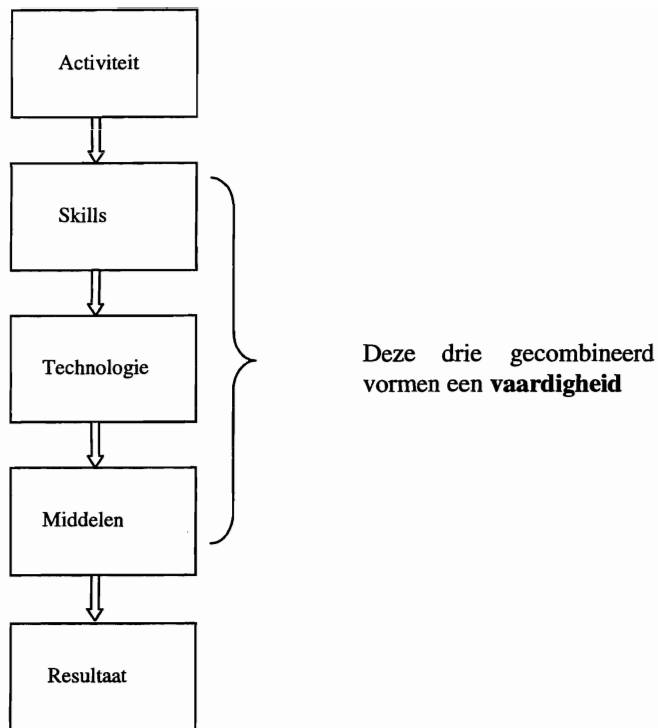 Activiteit
Skills
Technologie
Deze drie gecombineerd
vormen een vaardigheid
Middelen
Resultaat